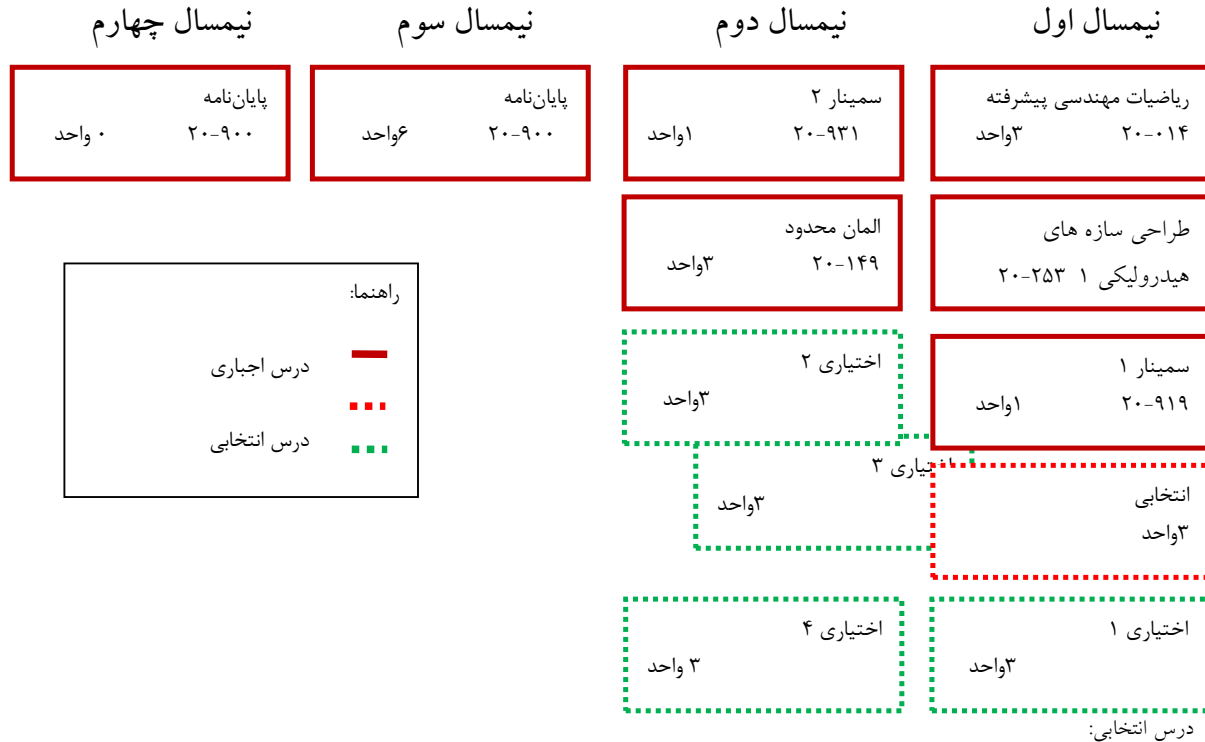 نیمسال اول
نیمسال دوم
نیمسال سوم
نیمسال چهارم
ریاضیات مهندسی پیشرفته
۲۰-۰۱۴ ۳واحد
سمینار ۲
۲۰-۹۳۱ ۱واحد
پایان‌نامه
۲۰-۹۰۰ ۶واحد
پایان‌نامه
۲۰-۹۰۰ ۰ واحد
طراحی سازه های
هیدرولیکی ۱ ۲۵۳-۲۰
المان محدود
۲۰-۱۴۹ ۳واحد
سمینار ۱
۲۰-۹۱۹ ۱واحد
اختیاری ۲
۳واحد
راهنما:
درس اجباری
درس انتخابی
اختیاری ۳
۳واحد
انتخابی
۳واحد
اختیاری ۱
۳واحد
اختیاری ۴
۳ واحد
درس انتخابی: